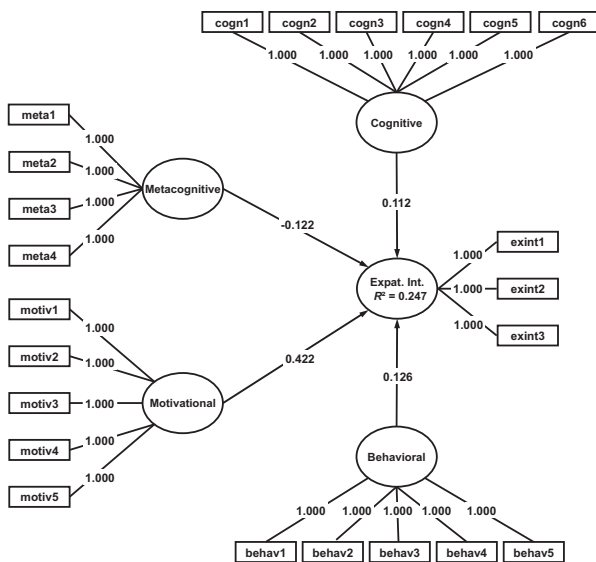 cogn1 cogn2 cogn3 cogn4 cogn5 cogn6
1.000 1.000 1.000 1.000 1.000 1.000
Cognitive
0.112
meta1
meta2
meta3
meta4
1.000
1.000
1.000
1.000
Metacognitive
-0.122
Expat. Int.
R² = 0.247
1.000
1.000
1.000
exint1
exint2
exint3
motiv1
motiv2
motiv3
motiv4
motiv5
1.000
1.000
1.000
1.000
1.000
Motivational
0.422
0.126
Behavioral
1.000 1.000 1.000 1.000 1.000
behav1 behav2 behav3 behav4 behav5